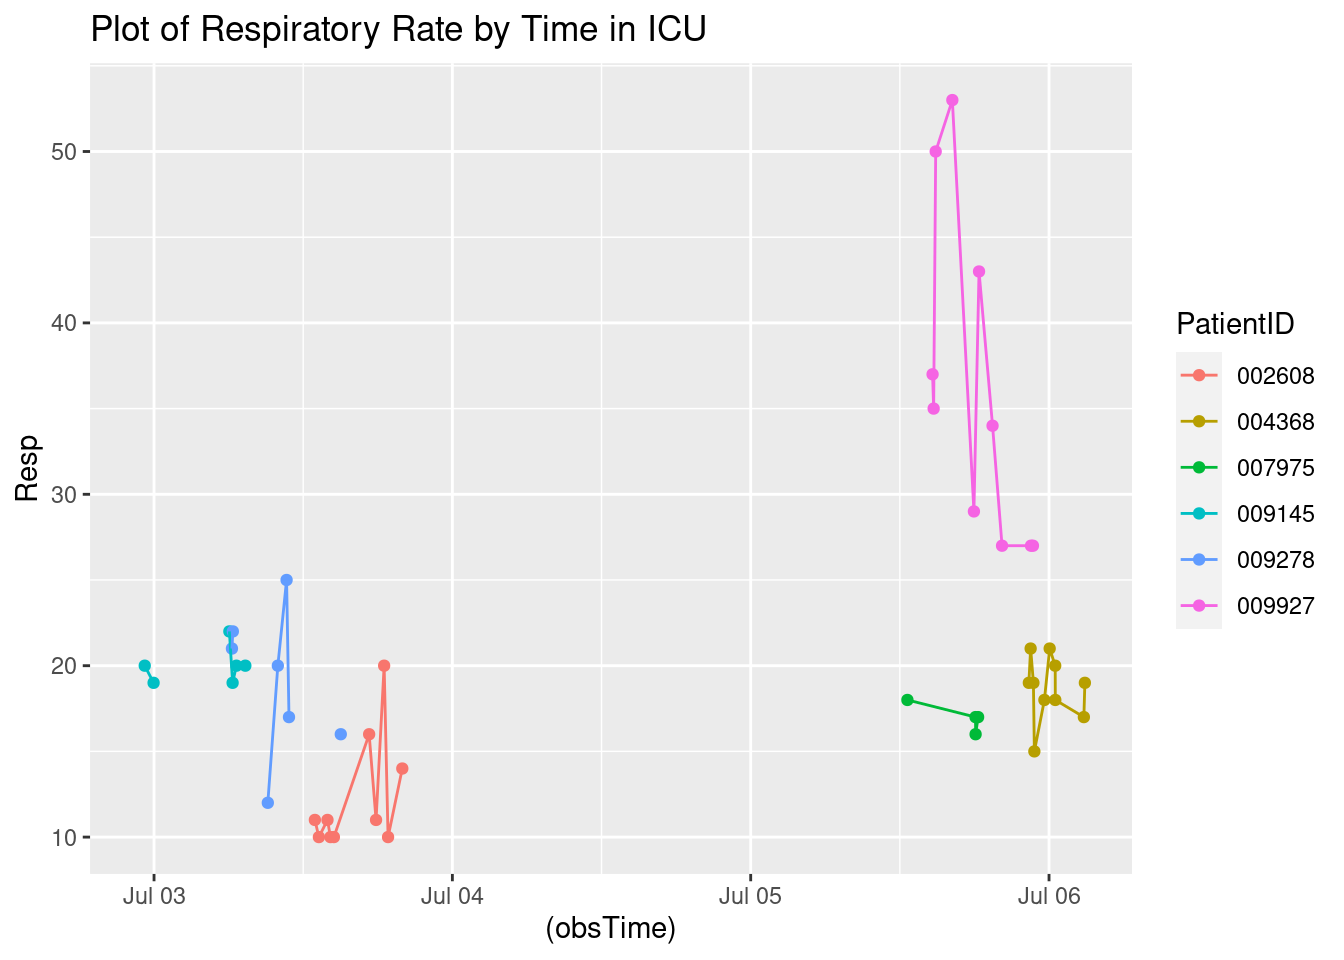 Plot of Respiratory Rate by Time in ICU
50
40
30
20
10
Resp
Jul 03
Jul 04
Jul 05
Jul 06
(obsTime)
PatientID
002608
004368
007975
009145
009278
009927